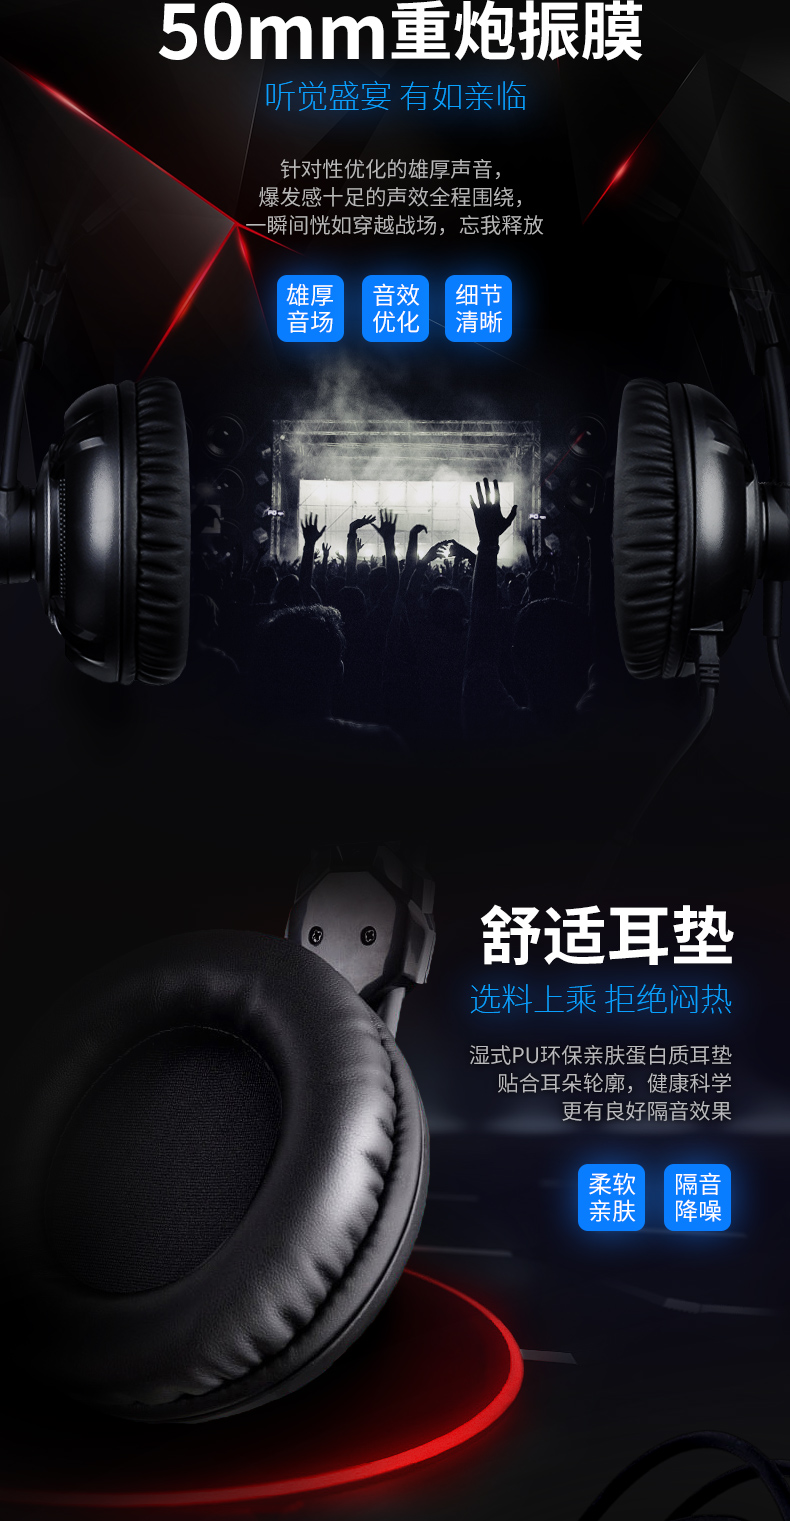 50mm重炮振膜
听觉盛宴 有如亲临
针对性优化的雄厚声音，
爆发感十足的声效全程围绕，
一瞬间恍如穿越战场，忘我释放
雄厚
音场
音效
优化
细节
清晰
舒适耳垫
选料上乘 拒绝闷热
湿式PU环保亲肤蛋白质耳垫
贴合耳朵轮廓，健康科学
更有良好隔音效果
柔软
亲肤
隔音
降噪